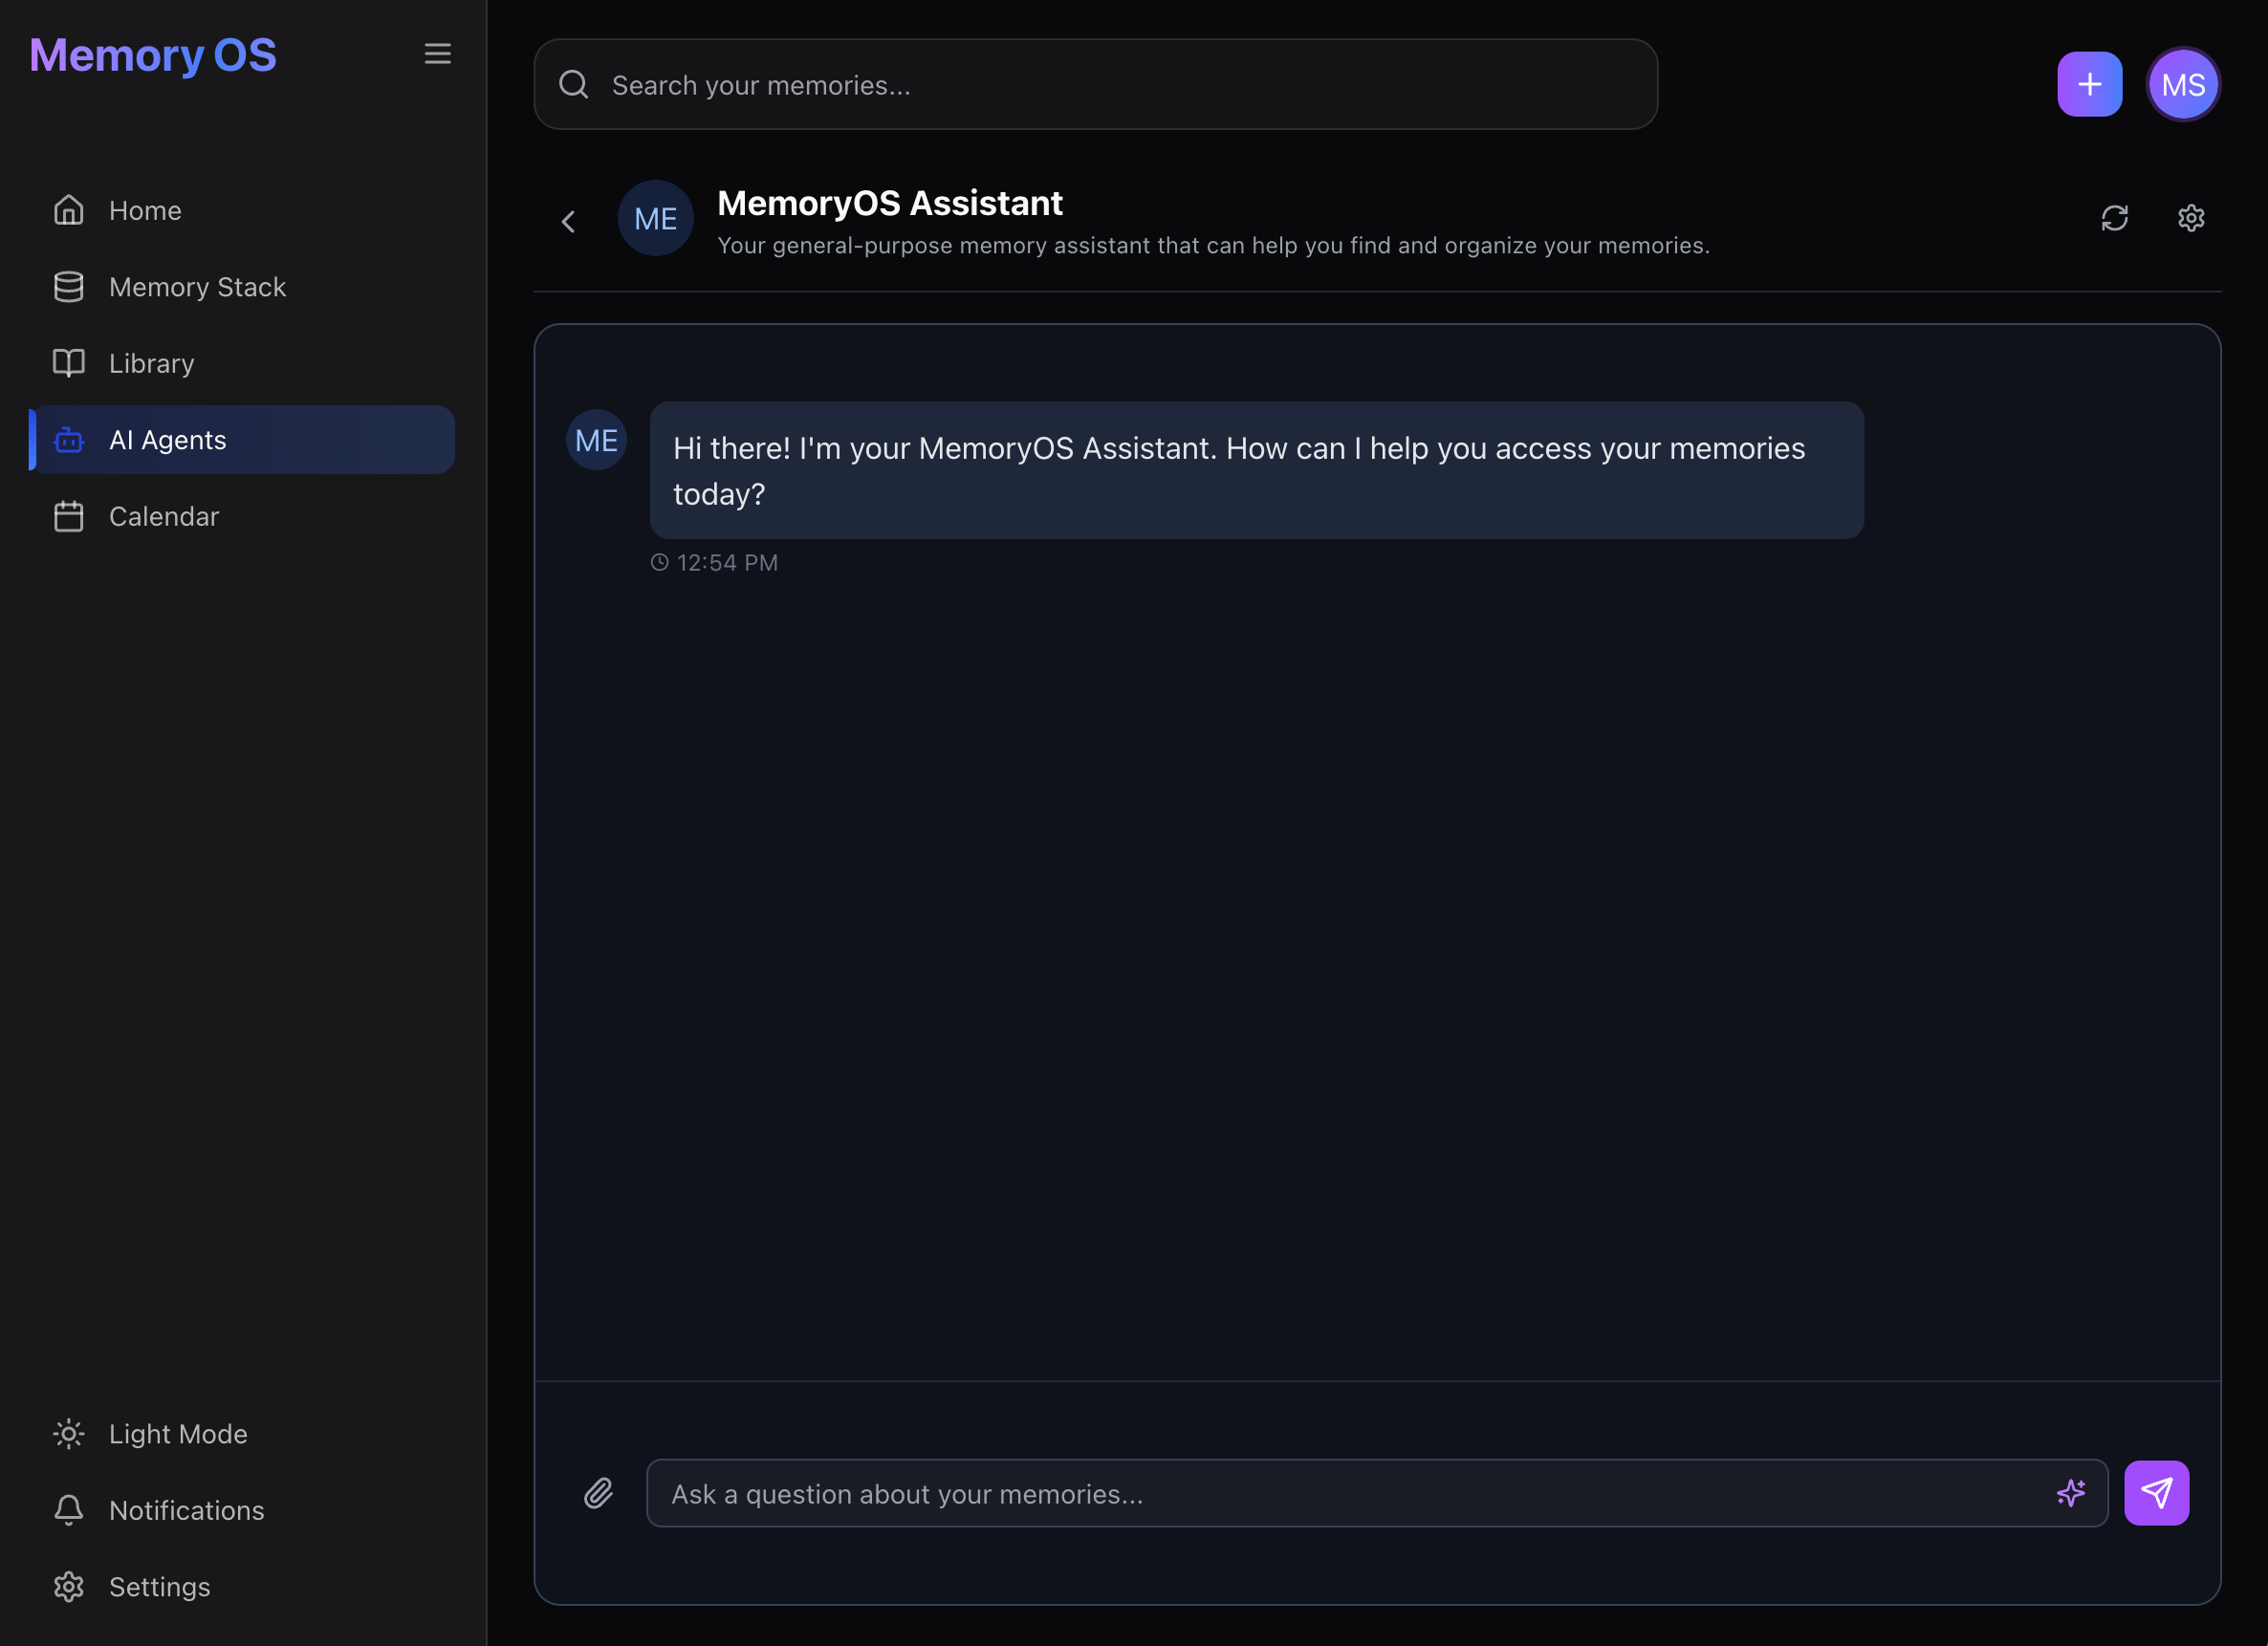 Memory OS
Home
Memory Stack
Library
AI Agents
Calendar
Light Mode
Notifications
Settings
Search your memories...
MS
ME
MemoryOS Assistant
Your general-purpose memory assistant that can help you find and organize your memories.
ME
Hi there! I'm your MemoryOS Assistant. How can I help you access your memories
today?
12:54 PM
Ask a question about your memories...